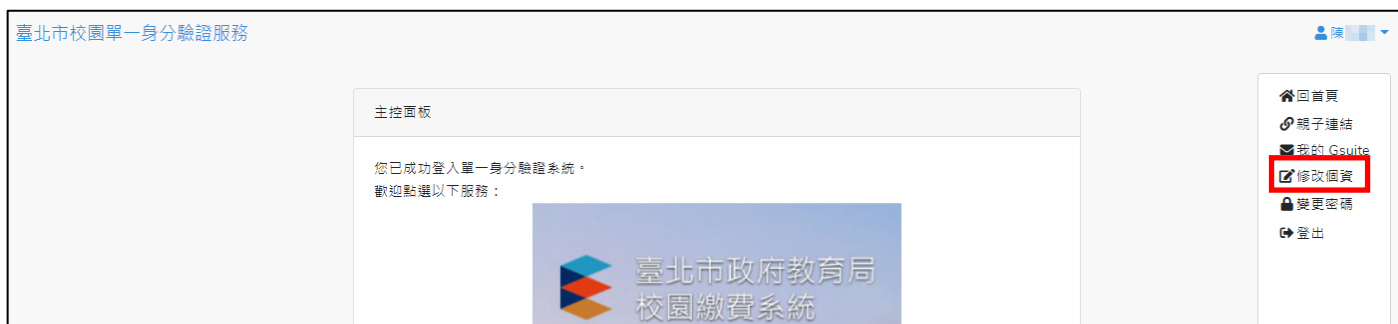 臺北市校園單一身分驗證服務
陳
主控面板
您已成功登入單一身分驗證系統。
歡迎點選以下服務：
臺北市政府教育局
校園繳費系統
回首頁
親子連結
我的 Gsuite
修改個資
變更密碼
登出